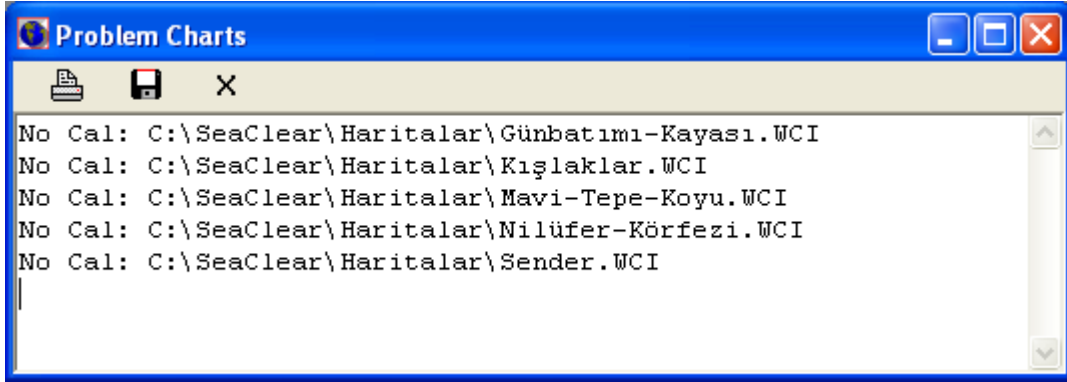 Problem Charts
No Cal: C:\SeaClear\Haritalar\Günbatımı-Kayası.WCI
No Cal: C:\SeaClear\Haritalar\Kışlaklar.WCI
No Cal: C:\SeaClear\Haritalar\Mavi-Tepe-Koyu.WCI
No Cal: C:\SeaClear\Haritalar\Nilüfer-Körfezi.WCI
No Cal: C:\SeaClear\Haritalar\Sender.WCI